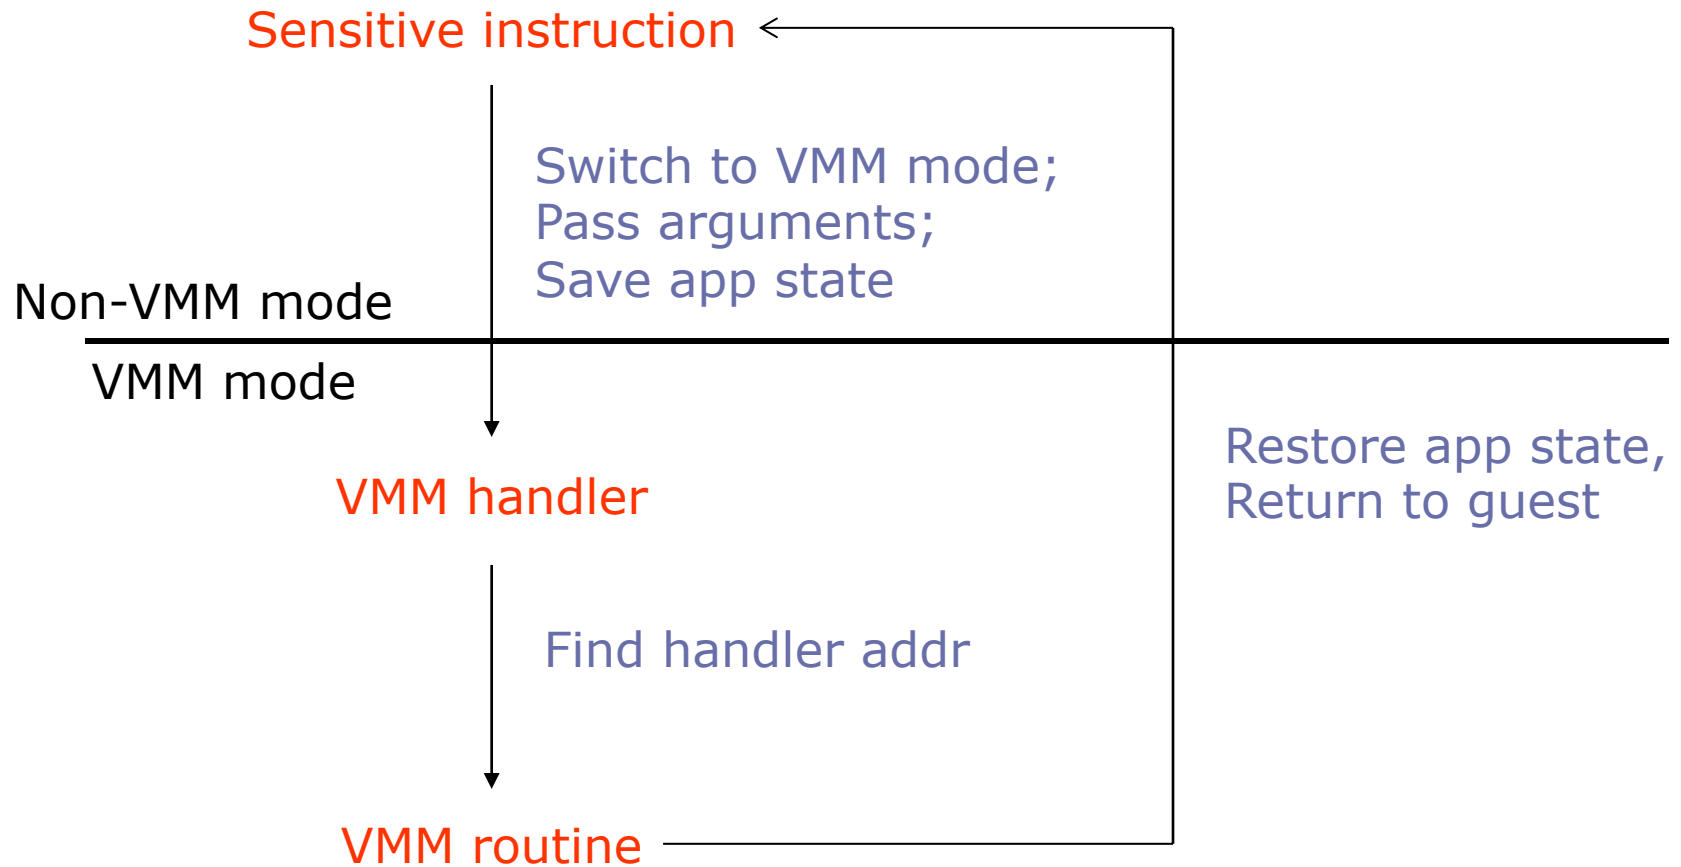 Sensitive instruction
Switch to VMM mode;
Pass arguments;
Save app state
Non-VMM mode
VMM mode
Restore app state,
Return to guest
VMM handler
Find handler addr
VMM routine